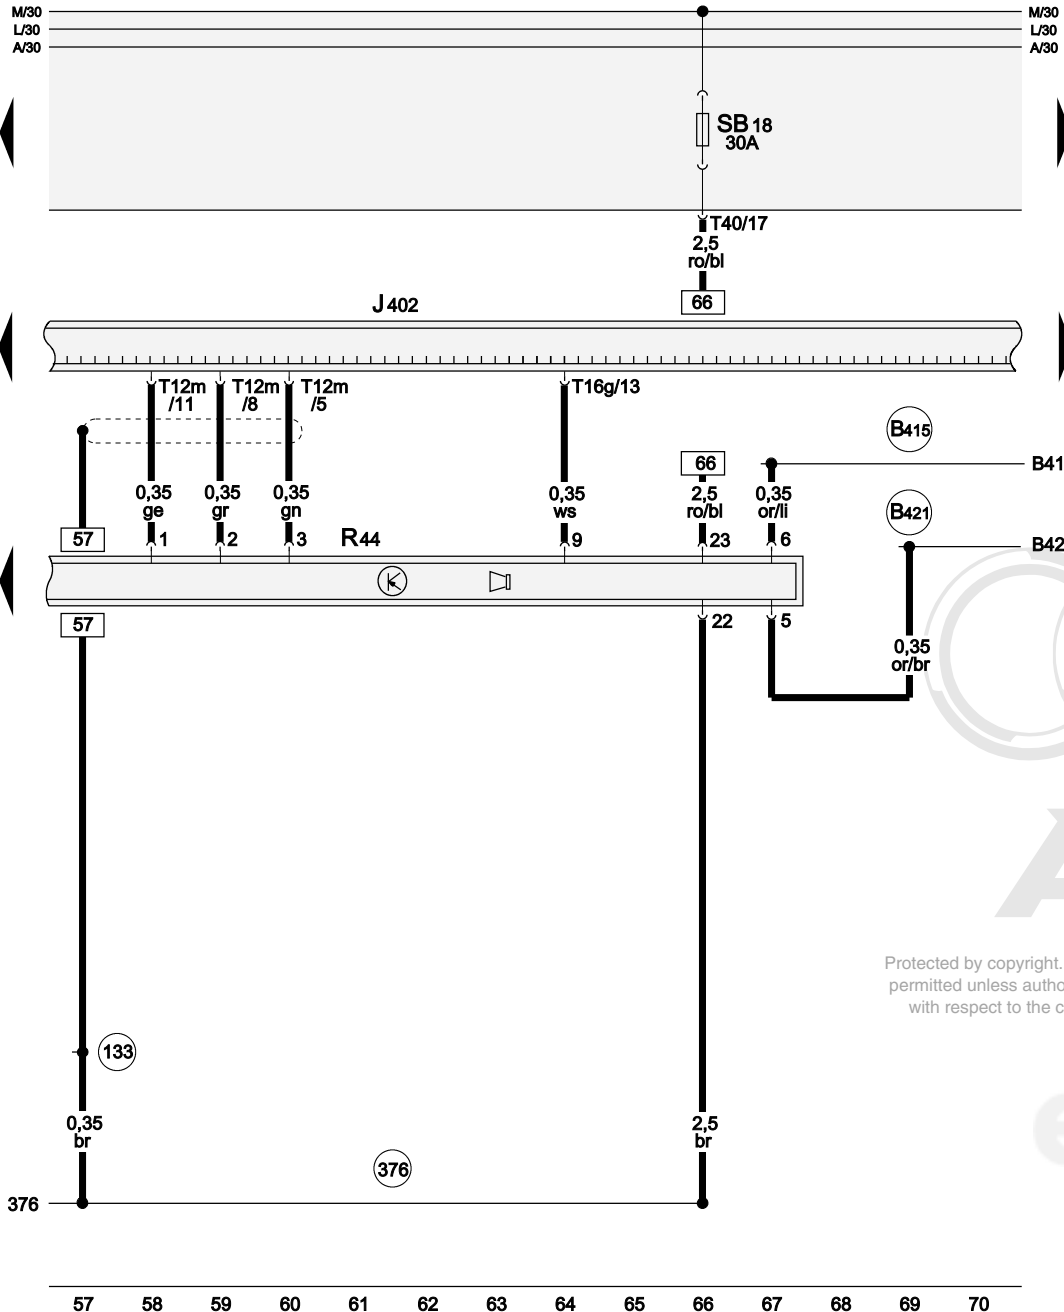 M/30 M/30
L/30 L/30
A/30 A/30
SB 18
30A
T40/17
2,5
ro/bl
J 402
66
T12m T12m T12m T16g/13
/11 /8 /5
B415
66 B41
0,35 0,35 0,35 0,35 2,5 0,35
ge gr gn ws ro/bl or/li
B421
57 1 2 3 R44 9 23 6
B42
57 22 5
0,35
or/br
Protected by copyright.
permitted unless autho
with respect to the c
133
0,35 2,5
br br
376
376
57 58 59 60 61 62 63 64 65 66 67 68 69 70